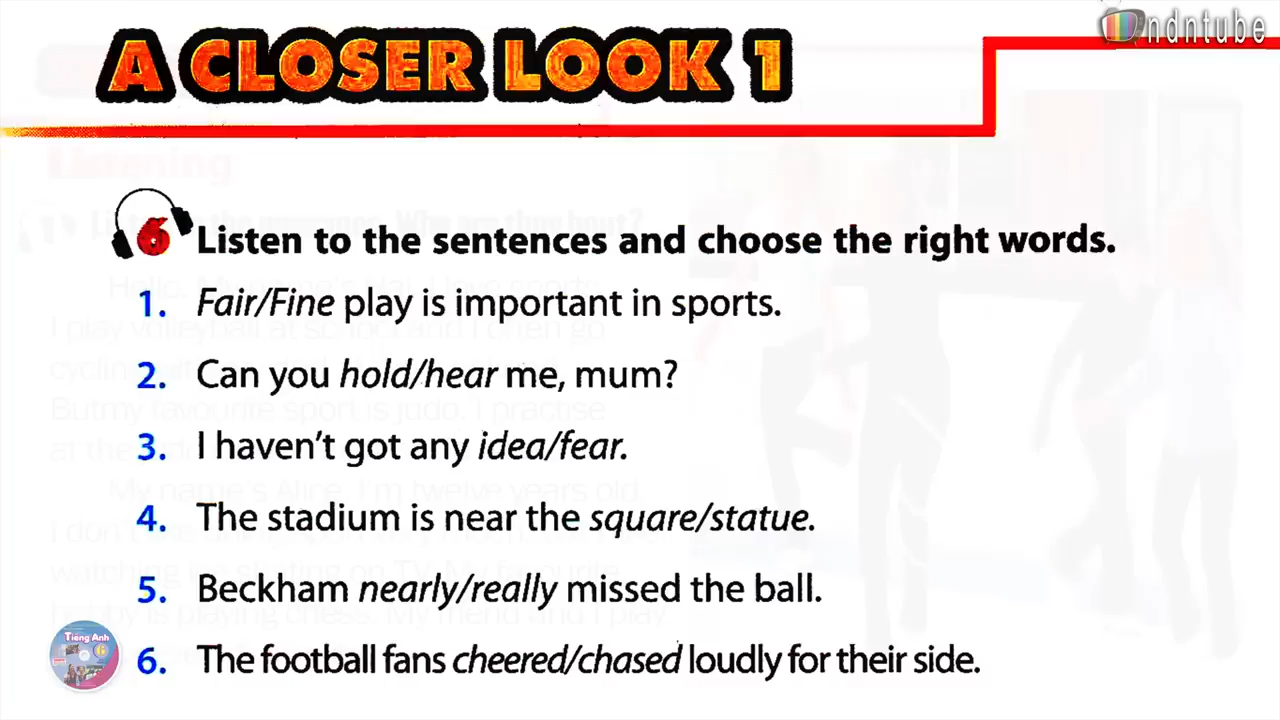 ndntube
A CLOSER LOOK 1
Listening
6 Listen to the sentences and choose the right words.
1. Fair/Fine play is important in sports.
2. Can you hold/hear me, mum?
3. I haven't got any idea/fear.
4. The stadium is near the square/statue.
5. Beckham nearly/really missed the ball.
6. The football fans cheered/chased loudly for their side.
Tiếng Anh 6